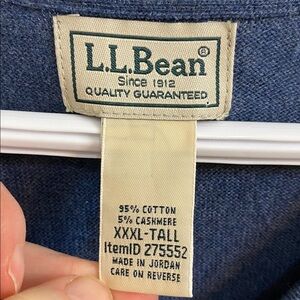 L.L.Bean®
Since 1912
QUALITY GUARANTEED
95% COTTON
5% CASHMERE
XXXL-TALL
ItemID 275552
MADE IN JORDAN
CARE ON REVERSE